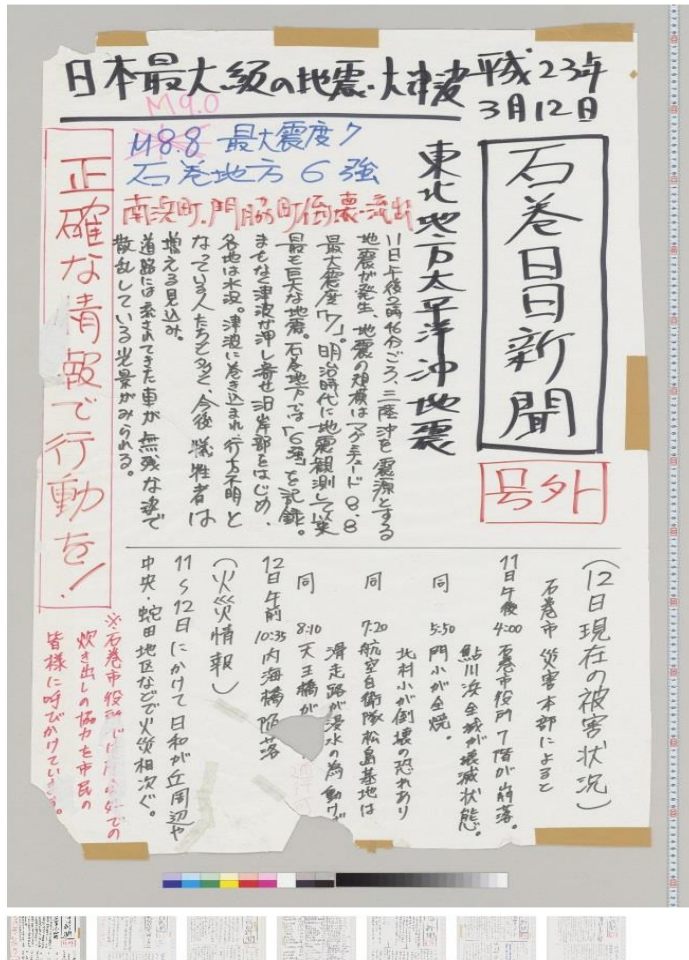 日本最大級の地震・大津波
平成23年
3月12日
石巻日日新聞
号外
東北地方太平洋沖地震
M9.0
M8.8 最大震度7
石巻地方 6強
南浜町、門脇町倒壊・流出
11日午後2時46分ごろ、三陸沖を震源とする
地震が発生、地震の規模はマグニチュード8.8
最大震度「7」。明治時代に地震観測して以来
最も巨大な地震。石巻地方では「6強」を記録。
まもなく津波が押し寄せ沿岸部をはじめ、
各地は水没。津波に巻き込まれ行方不明と
なっている人たちも多く、今後犠牲者は
増える見込み。
道路には流されてきた車が無残な姿で
散乱している光景がみられる。
正確な情報で行動を!
(12日現在の被害状況)
石巻市災害本部によると
11日午後
4:00 石巻市役所7階が崩落。
鮎川浜全域が壊滅状態。
同 5:50 門小が全焼。
北村小が倒壊の恐れあり
同 7:20 航空自衛隊松島基地は
滑走路が浸水の為動けず
同 8:10 天王橋が
12日午前
10:35 内海橋陥落
(火災情報)
11~12日にかけて日和が丘周辺や
中央・蛇田地区などで火災相次ぐ。
※石巻市役所では での
炊き出しの協力を市民の
皆様に呼びかけています。